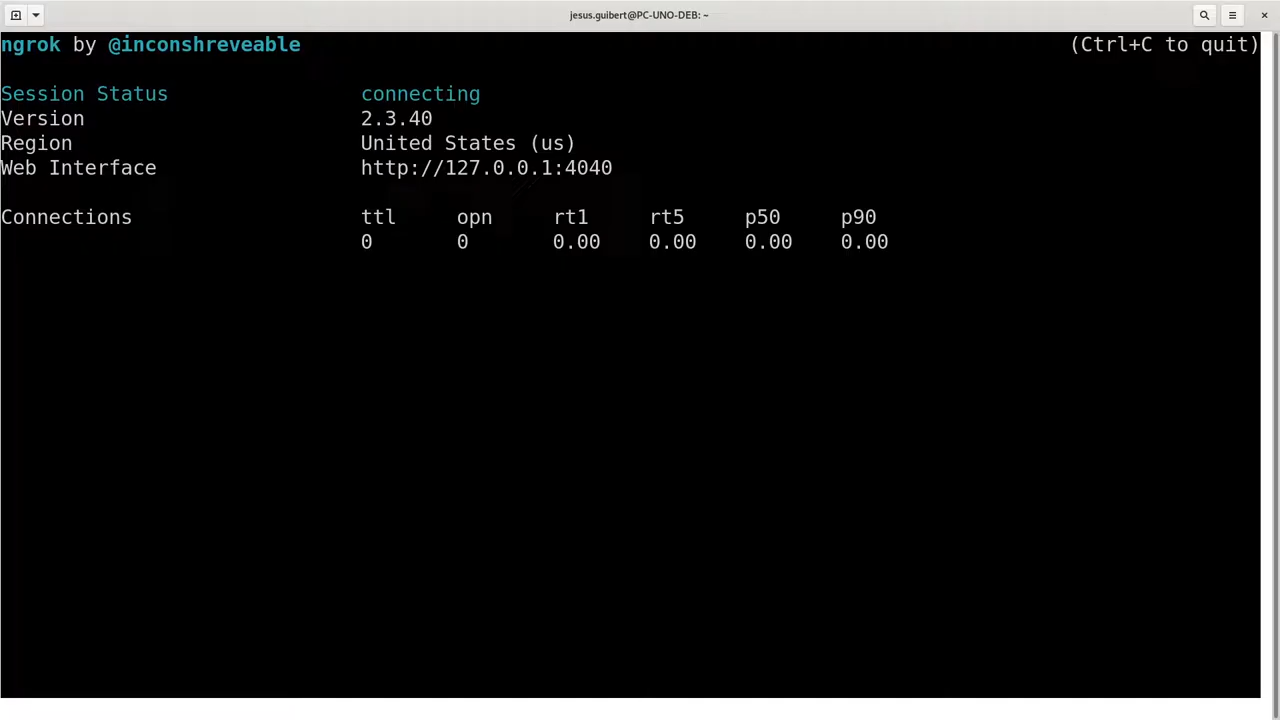 jesus.guibert@PC-UNO-DEB: ~
ngrok by @inconshreveable (Ctrl+C to quit)
Session Status connecting
Version 2.3.40
Region United States (us)
Web Interface http://127.0.0.1:4040
Connections ttl opn rt1 rt5 p50 p90
0 0 0.00 0.00 0.00 0.00